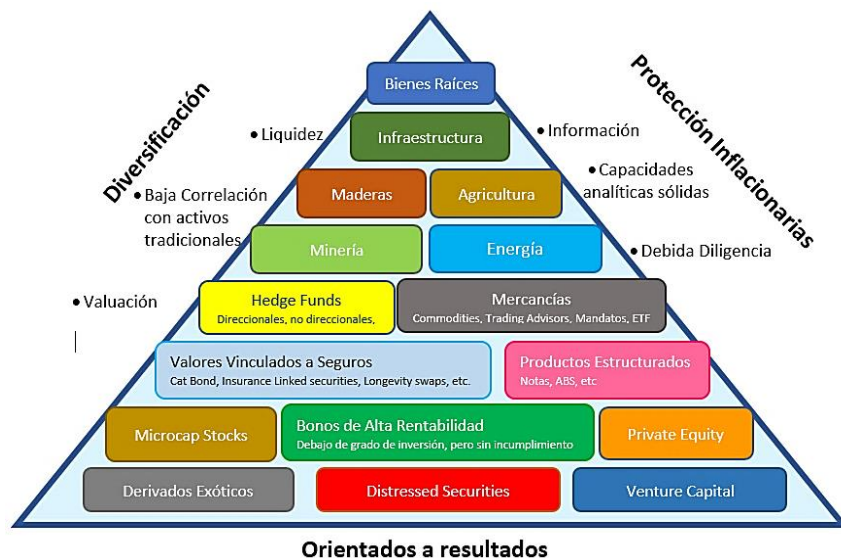 Diversificación
Protección Inflacionarias
Bienes Raíces
• Liquidez
Infraestructura
• Información
• Baja Correlación
con activos
tradicionales
Maderas
Agricultura
• Capacidades
analíticas sólidas
Minería
Energía
• Debida Diligencia
• Valuación
Hedge Funds
Direccionales, no direccionales,
Mercancías
Commodities, Trading Advisors, Mandatos, ETF
Valores Vinculados a Seguros
Cat Bond, Insurance Linked securities, Longevity swaps, etc.
Productos Estructurados
Notas, ABS, etc
Microcap Stocks
Bonos de Alta Rentabilidad
Debajo de grado de inversión, pero sin incumplimiento
Private Equity
Derivados Exóticos
Distressed Securities
Venture Capital
Orientados a resultados